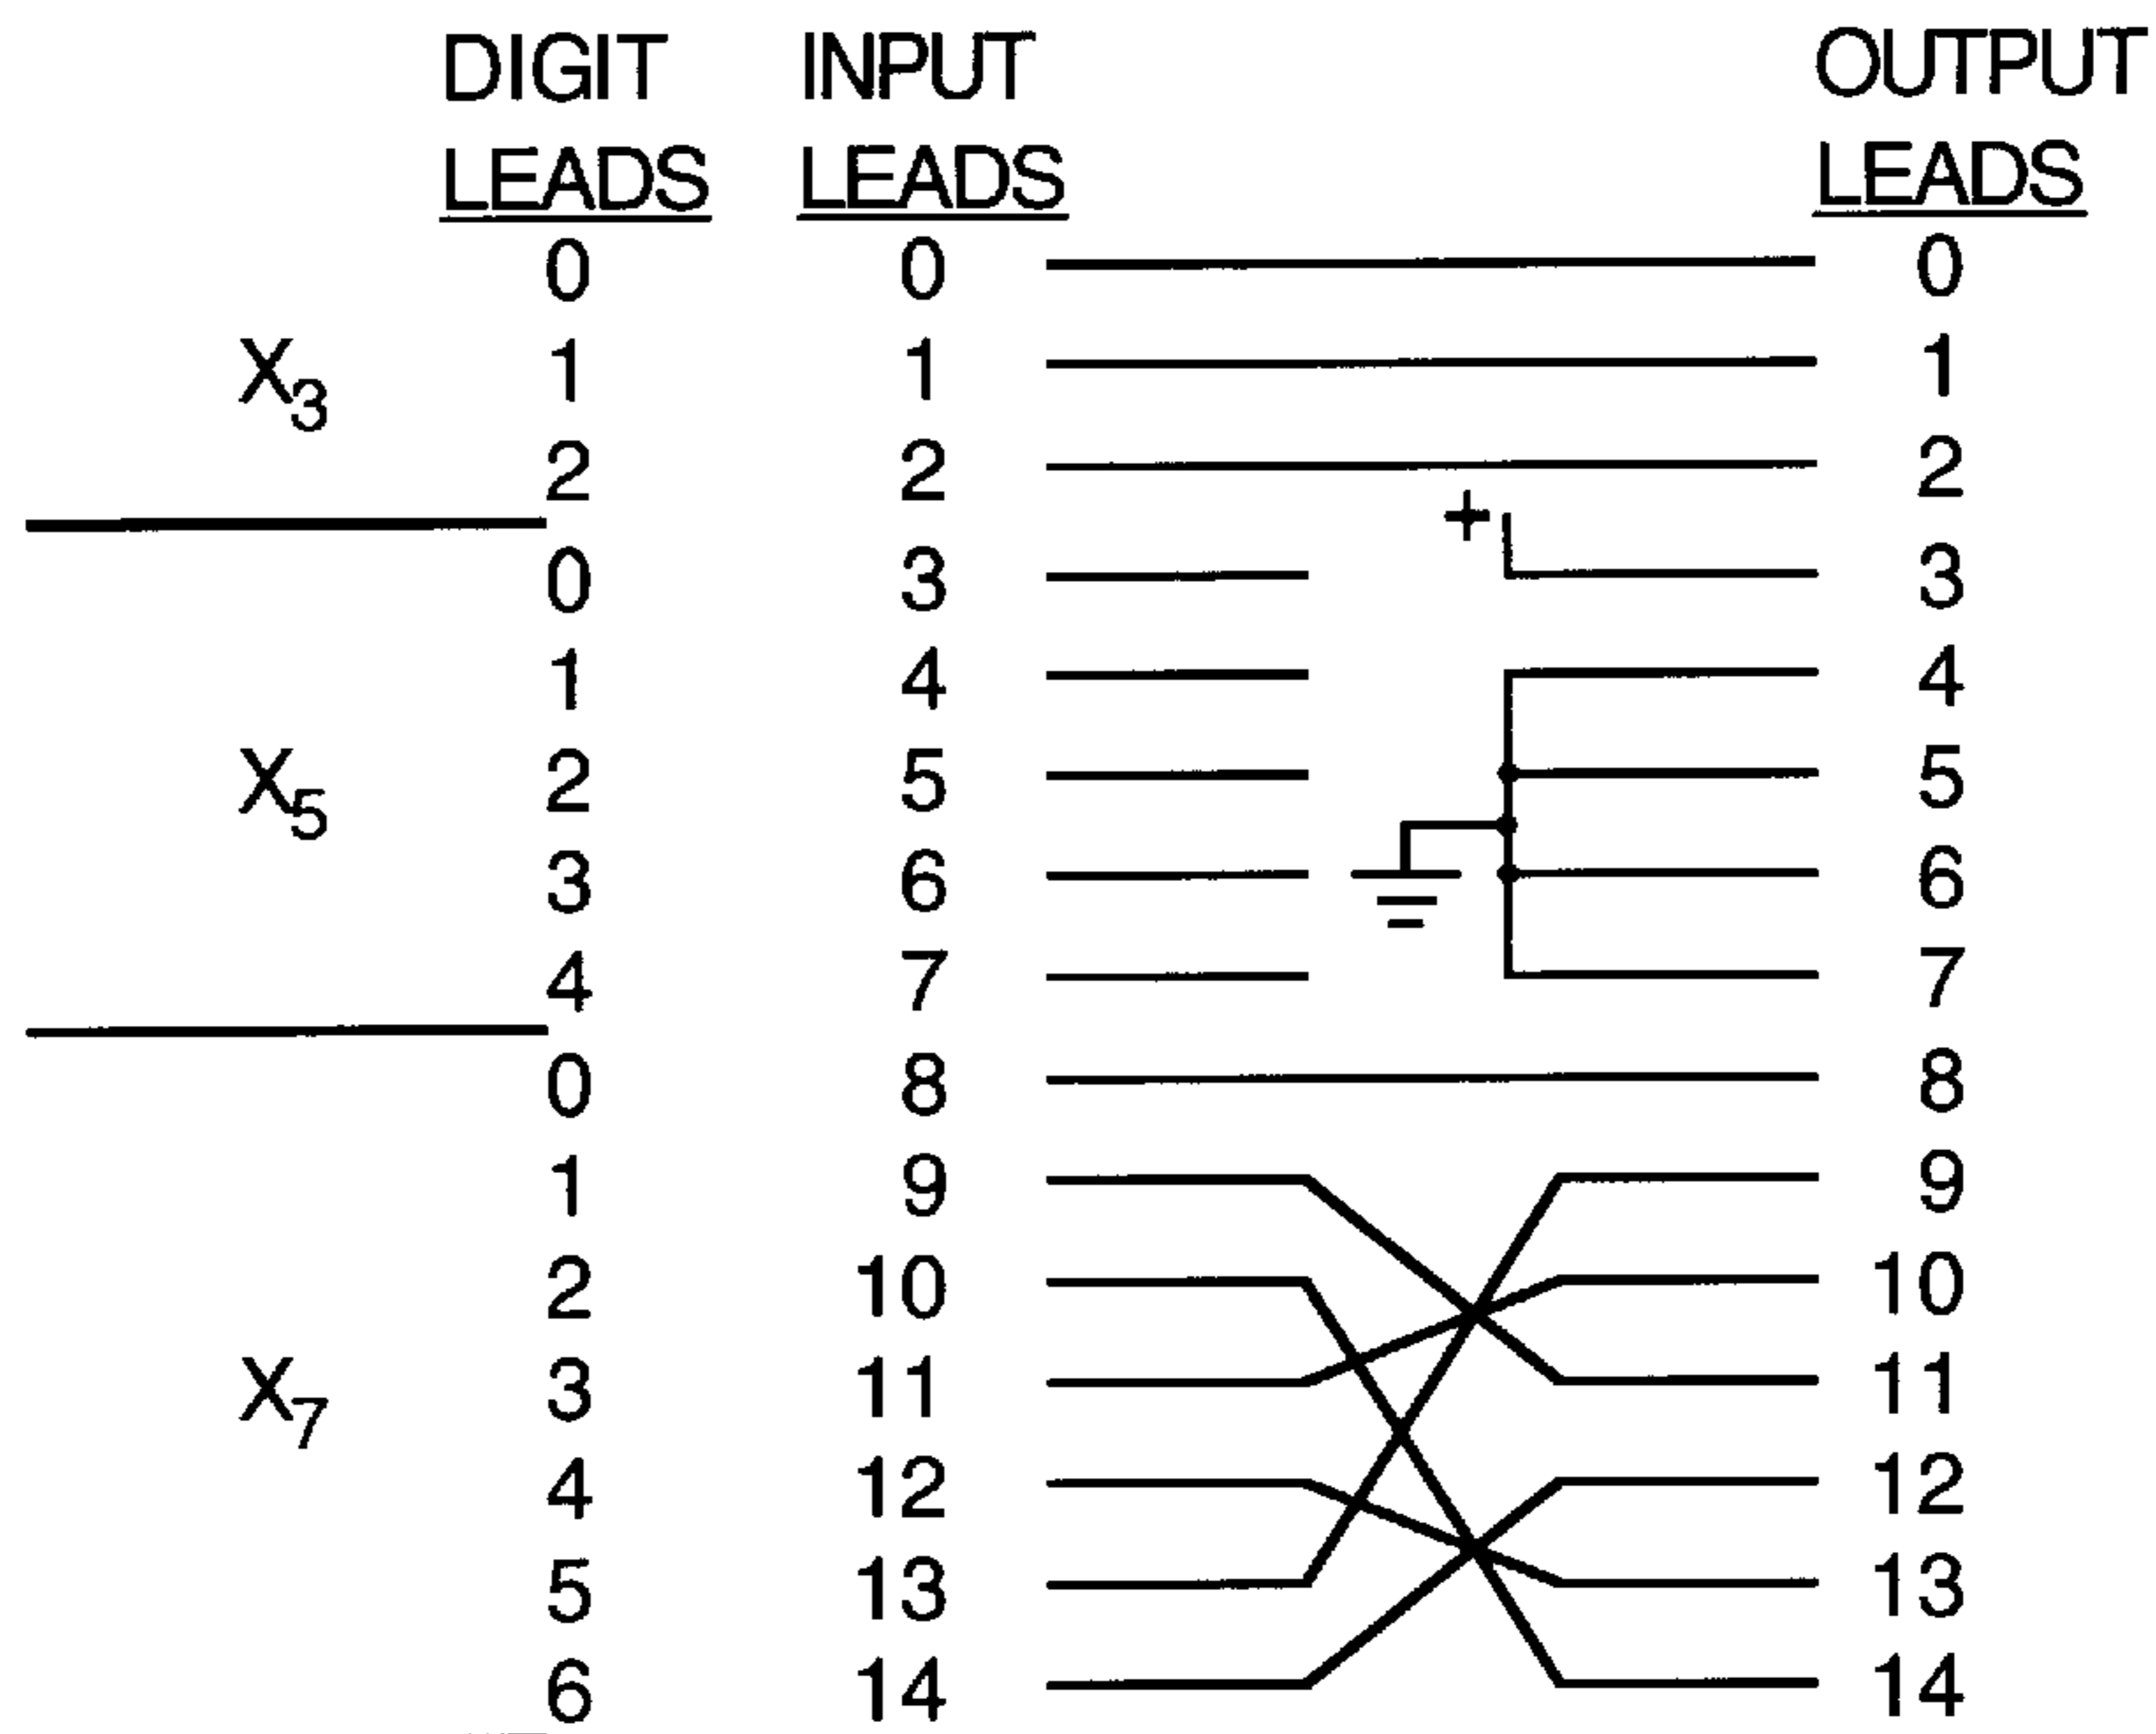 DIGIT INPUT OUTPUT
LEADS LEADS LEADS
0 0 0
X3 1 1 1
2 2 2
+
0 3 3
1 4 4
X5 2 5 5
3 6 6
4 7 7
0 8 8
1 9 9
2 10 10
X7 3 11 11
4 12 12
5 13 13
6 14 14